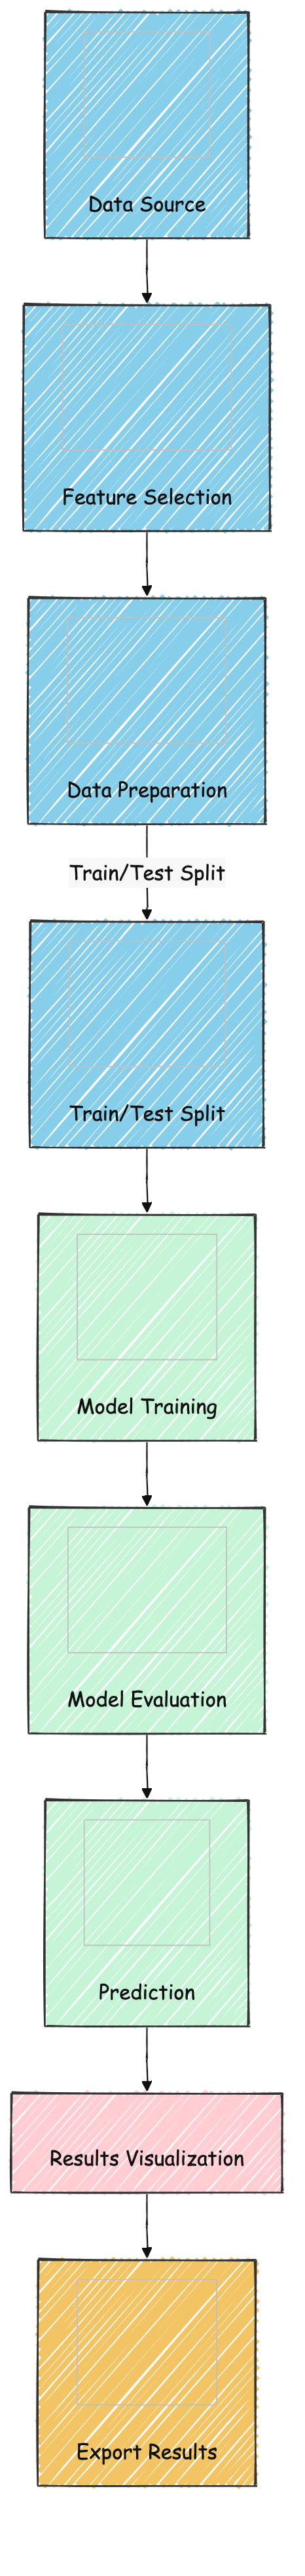 Data Source
Feature Selection
Data Preparation
Train/Test Split
Train/Test Split
Model Training
Model Evaluation
Prediction
Results Visualization
Export Results